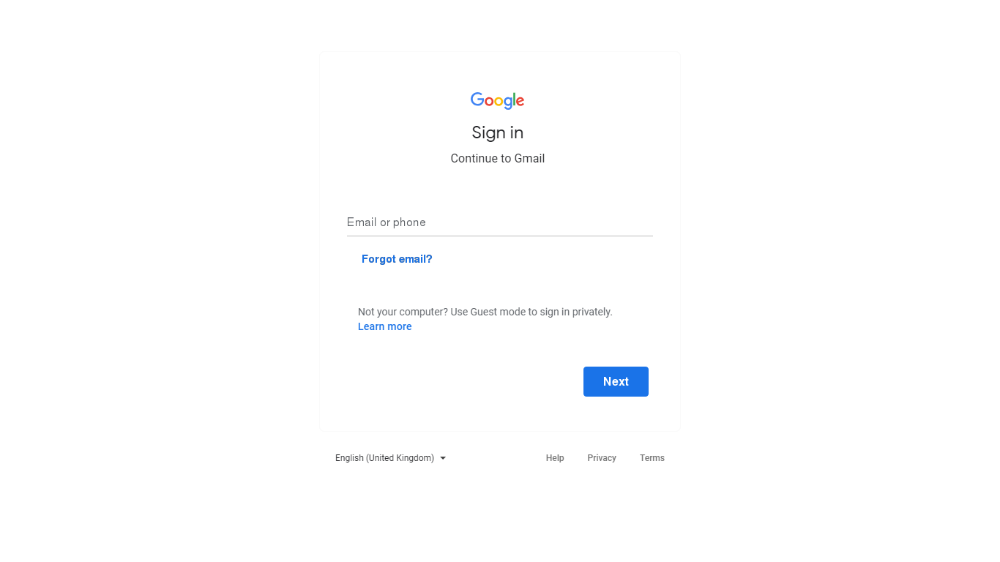 Google
Sign in
Continue to Gmail
Email or phone
Forgot email?
Not your computer? Use Guest mode to sign in privately.
Learn more
Next
English (United Kingdom)
Help
Privacy
Terms